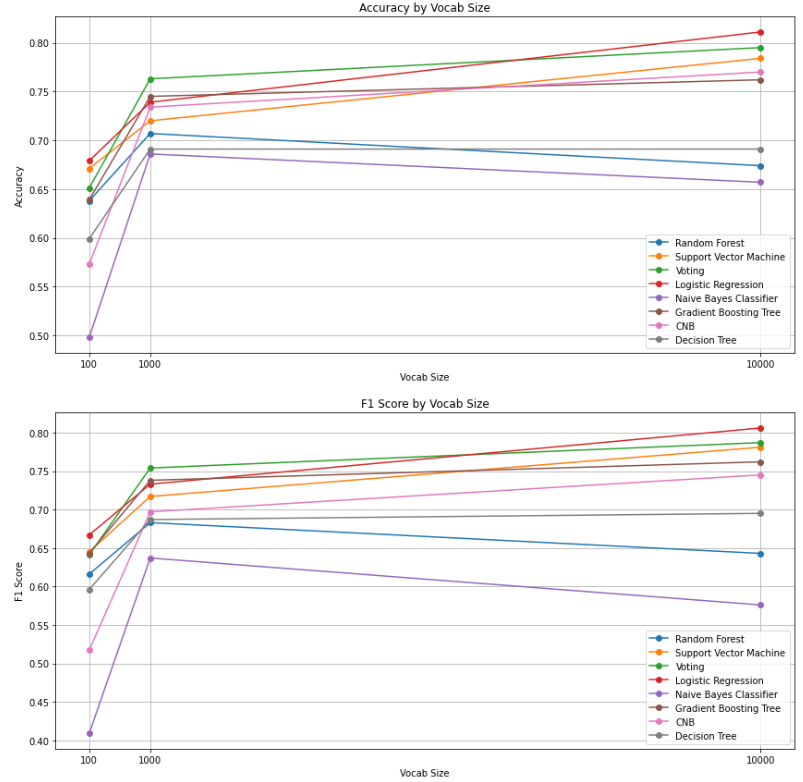 Accuracy by Vocab Size
0.80
0.75
0.70
0.65
0.60
0.55
0.50
Accuracy
Random Forest
Support Vector Machine
Voting
Logistic Regression
Naive Bayes Classifier
Gradient Boosting Tree
CNB
Decision Tree
100 1000 10000
Vocab Size
F1 Score by Vocab Size
0.80
0.75
0.70
0.65
0.60
0.55
0.50
0.45
0.40
F1 Score
Random Forest
Support Vector Machine
Voting
Logistic Regression
Naive Bayes Classifier
Gradient Boosting Tree
CNB
Decision Tree
100 1000 10000
Vocab Size